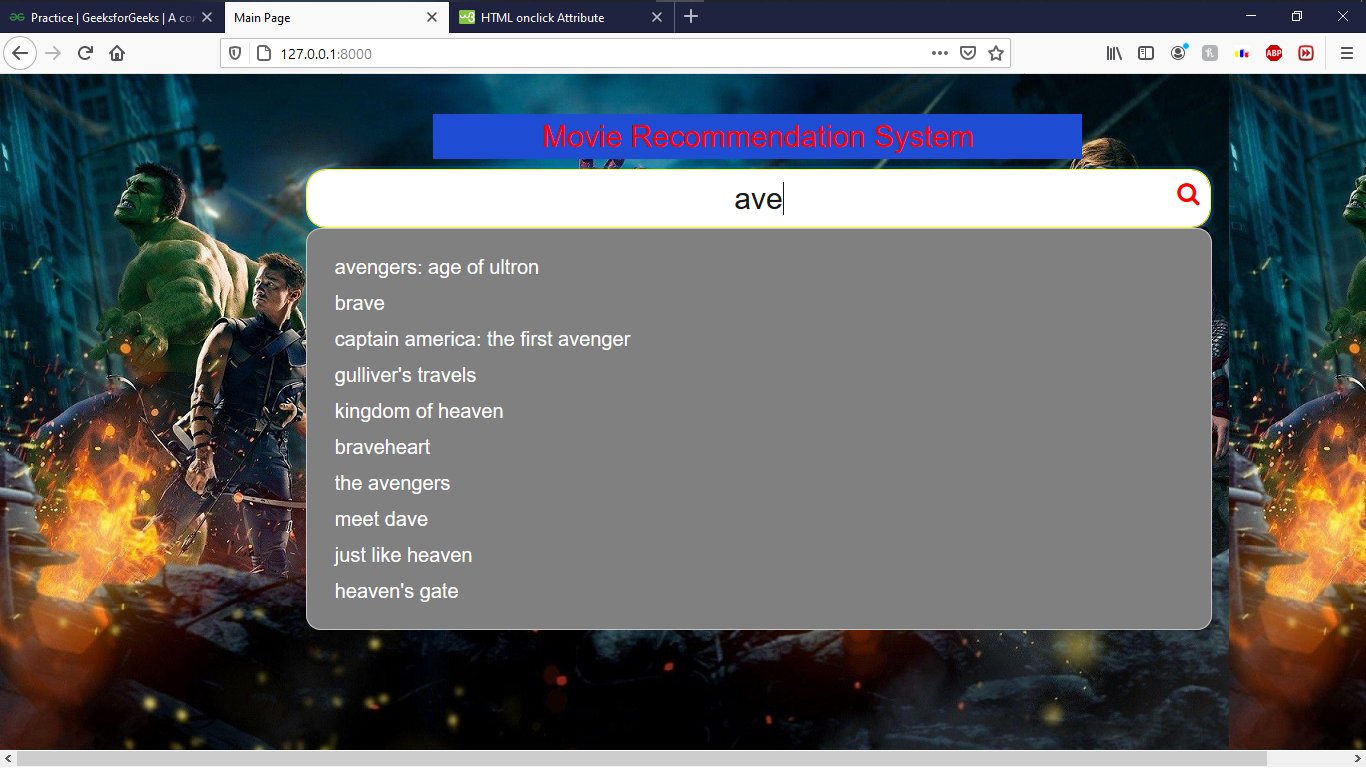 Practice | GeeksforGeeks | A co
Main Page
HTML onclick Attribute
127.0.0.1:8000
ABP
Movie Recommendation System
ave
avengers: age of ultron
brave
captain america: the first avenger
gulliver's travels
kingdom of heaven
braveheart
the avengers
meet dave
just like heaven
heaven's gate